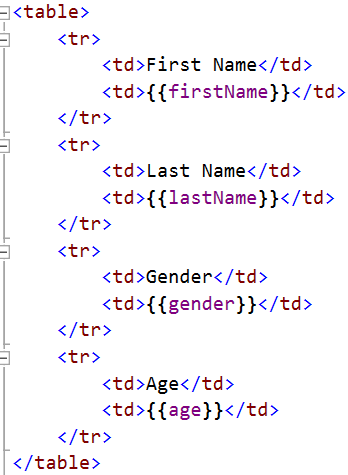 <table>
<tr>
<td>First Name</td>
<td>{{firstName}}</td>
</tr>
<tr>
<td>Last Name</td>
<td>{{lastName}}</td>
</tr>
<tr>
<td>Gender</td>
<td>{{gender}}</td>
</tr>
<tr>
<td>Age</td>
<td>{{age}}</td>
</tr>
</table>